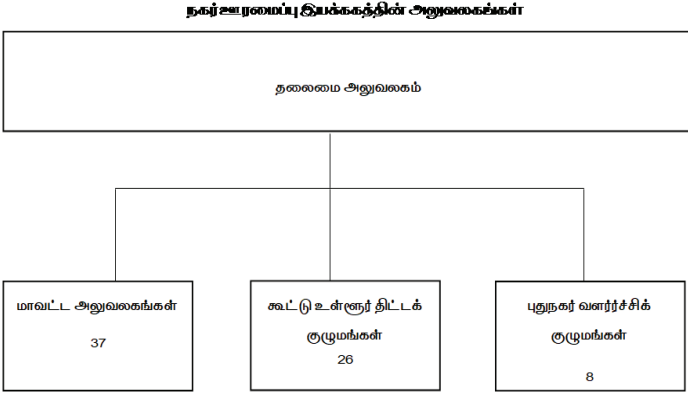 நகர் ஊரமைப்பு இயக்ககத்தின் அலுவலகங்கள்
தலைமை அலுவலகம்
மாவட்ட அலுவலகங்கள்
37
கூட்டு உள்ளூர் திட்டக்
குழுமங்கள்
26
புதுநகர் வளர்ர்ச்சிக்
குழுமங்கள்
8